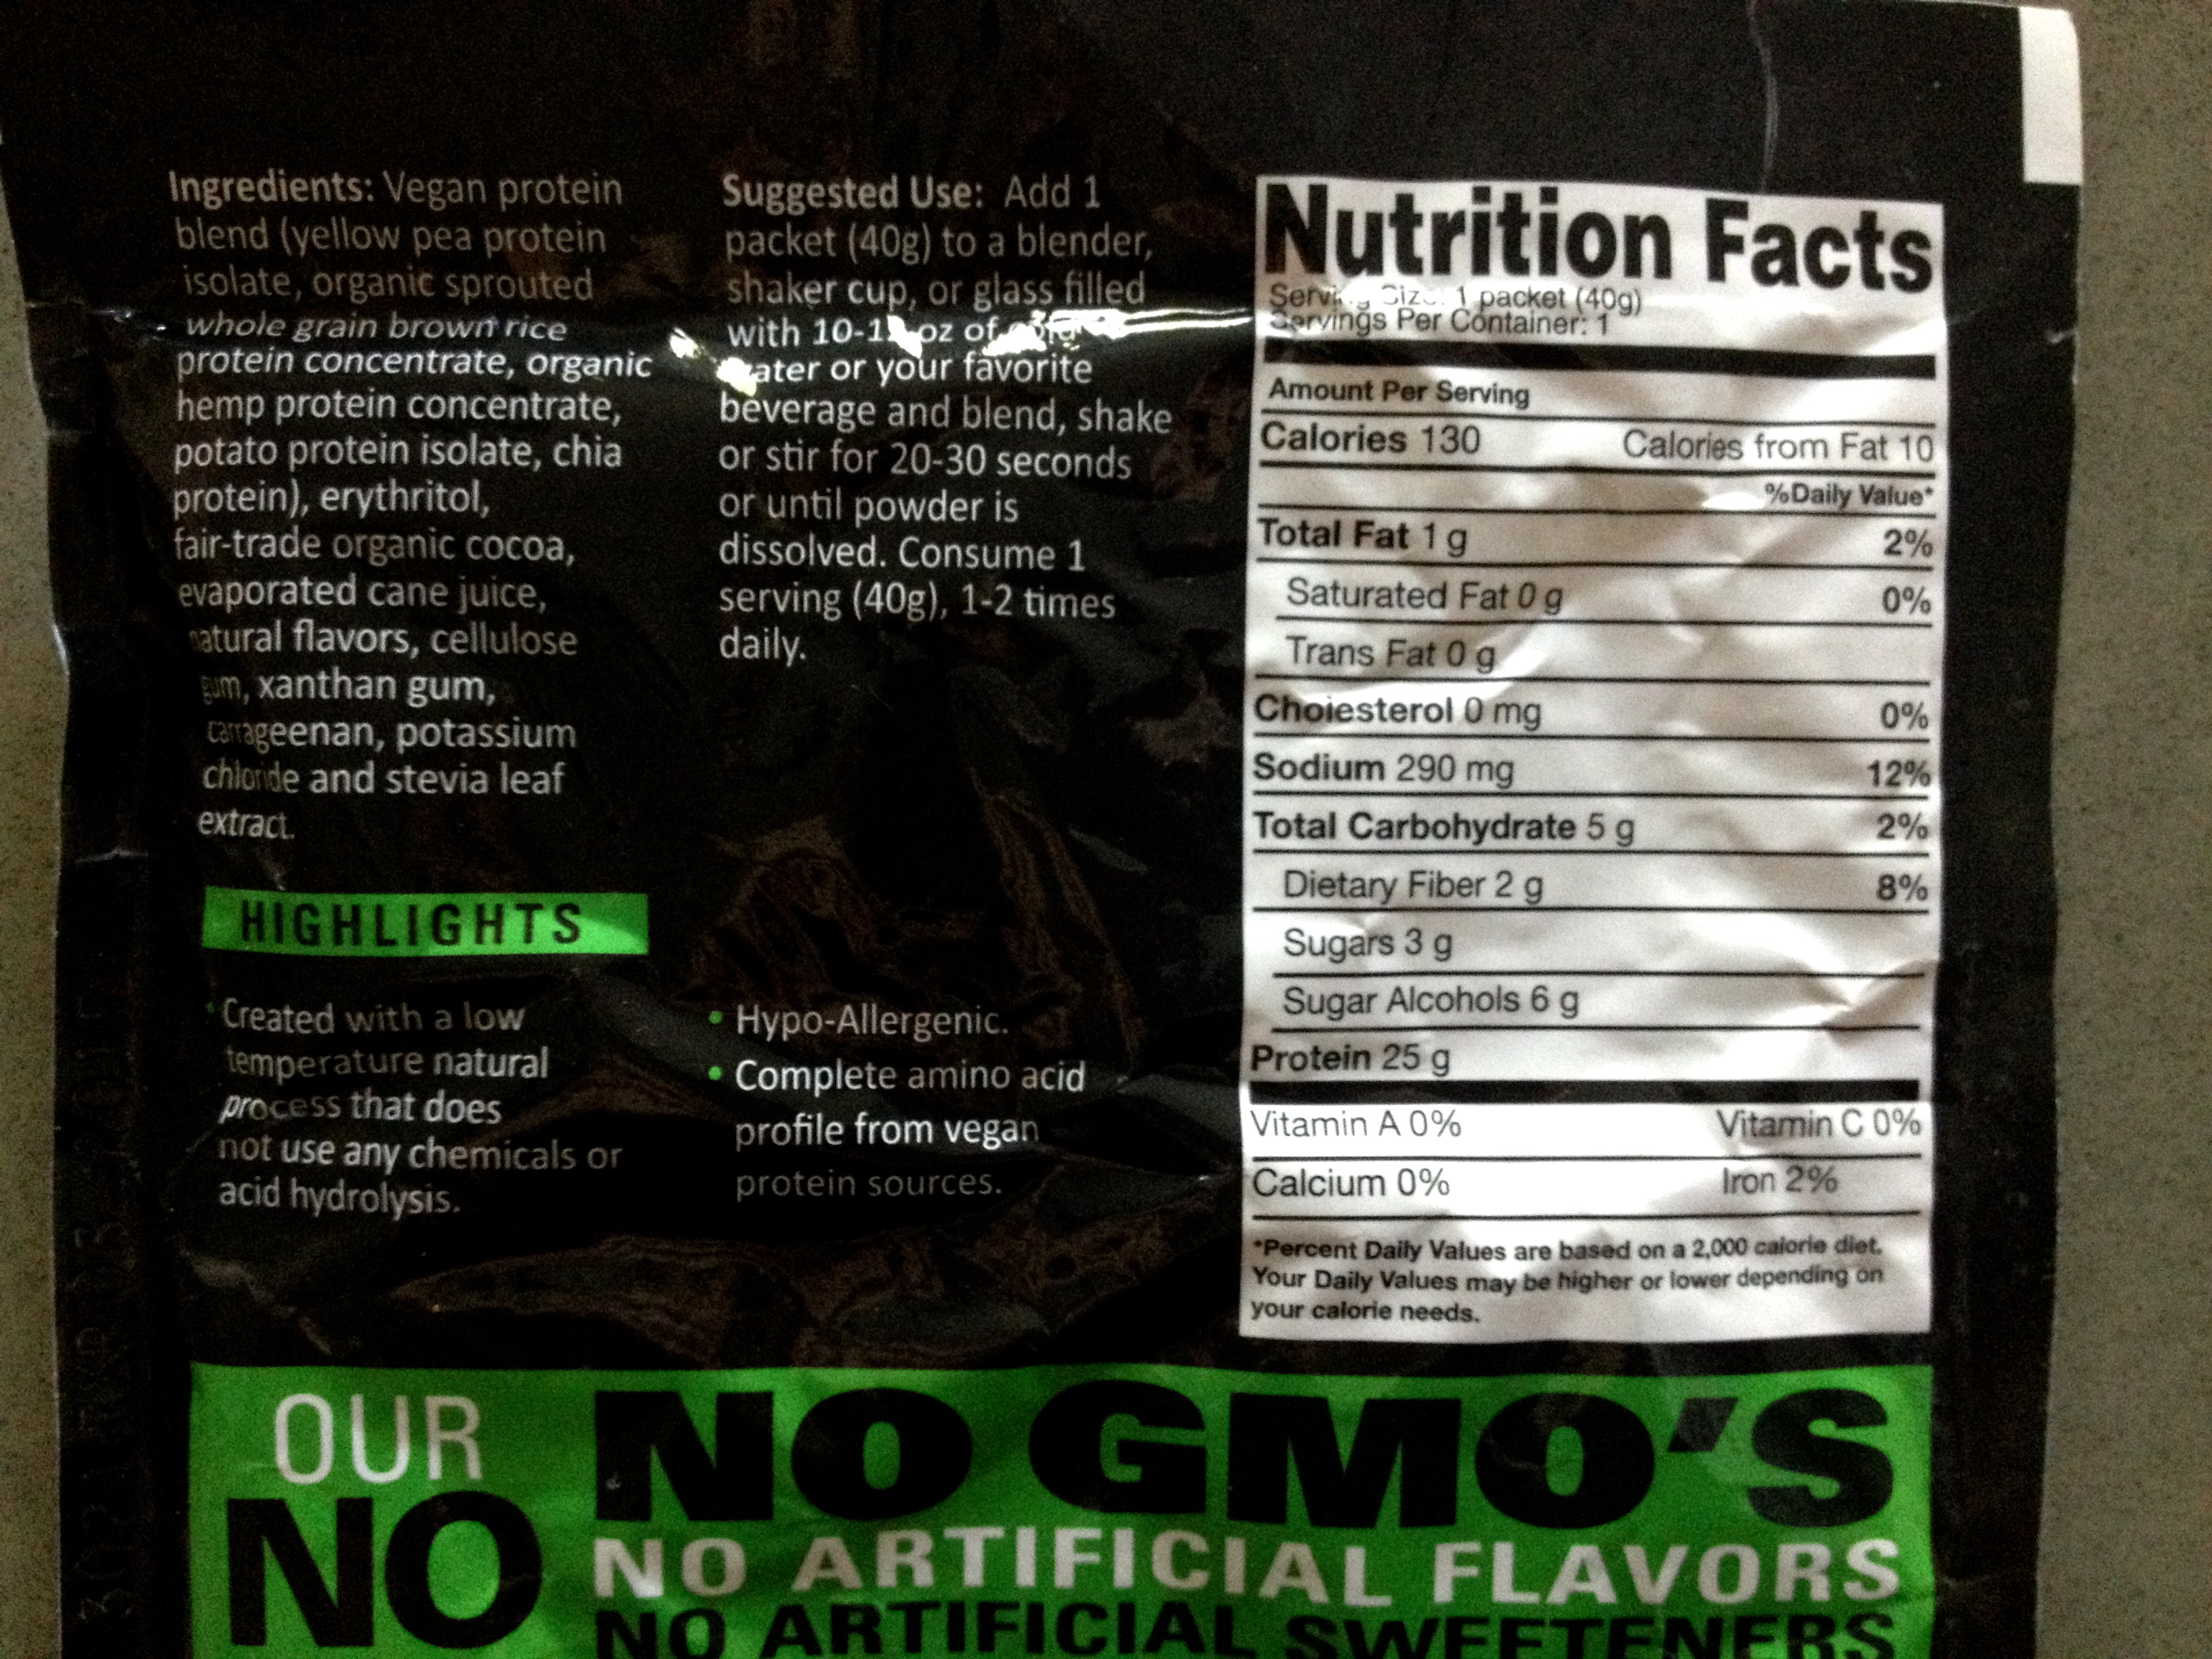 Ingredients: Vegan protein
blend (yellow pea protein
isolate, organic sprouted
whole grain brown rice
protein concentrate, organic
hemp protein concentrate,
potato protein isolate, chia
protein), erythritol,
fair-trade organic cocoa,
evaporated cane juice,
natural flavors, cellulose
gum, xanthan gum,
carrageenan, potassium
chloride and stevia leaf
extract.
Suggested Use: Add 1
packet (40g) to a blender,
shaker cup, or glass filled
with oz of
water or your favorite
beverage and blend, shake
or stir for 20-30 seconds
or until powder is
dissolved. Consume 1
serving (40g), 1-2 times
daily.
HIGHLIGHTS
• Created with a low
temperature natural
process that does
not use any chemicals or
acid hydrolysis.
• Hypo-Allergenic.
• Complete amino acid
profile from vegan
protein sources.
Nutrition Facts
Serving Size: 1 packet (40g)
Servings Per Container: 1
Amount Per Serving
Calories 130 Calories from Fat 10
%Daily Value*
Total Fat 1 g 2%
Saturated Fat 0 g 0%
Trans Fat 0 g
Cholesterol 0 mg 0%
Sodium 290 mg 12%
Total Carbohydrate 5 g 2%
Dietary Fiber 2 g 8%
Sugars 3 g
Sugar Alcohols 6 g
Protein 25 g
Vitamin A 0% Vitamin C 0%
Calcium 0% Iron 2%
*Percent Daily Values are based on a 2,000 calorie diet.
Your Daily Values may be higher or lower depending on
your calorie needs.
OUR
NO
NO GMO'S
NO ARTIFICIAL FLAVORS
NO ARTIFICIAL SWEETENERS